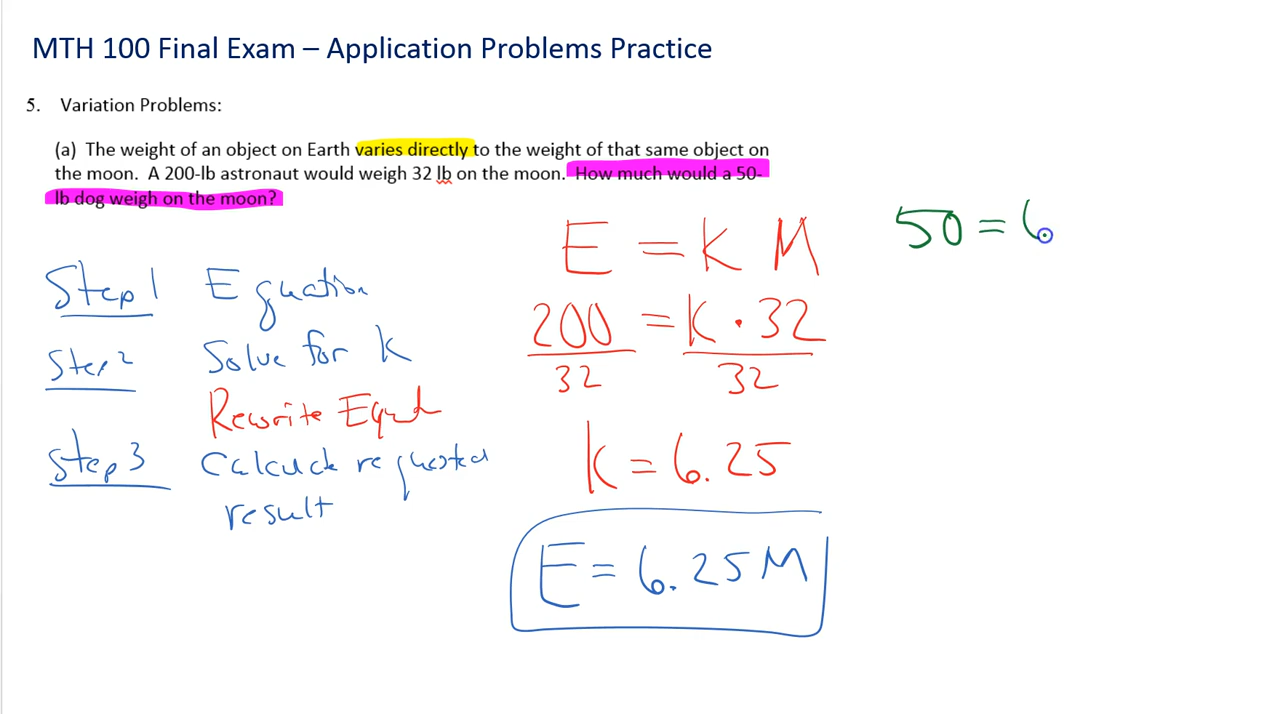 MTH 100 Final Exam – Application Problems Practice
5. Variation Problems:
(a) The weight of an object on Earth varies directly to the weight of that same object on
the moon. A 200-lb astronaut would weigh 32 lb on the moon. How much would a 50-
lb dog weigh on the moon?
E = K M
50 = 6
Step 1 Equation
200 = K · 32
32 32
Step 2 Solve for K
Rewrite Equat
Step 3 Calculate requested
result
K = 6.25
E = 6.25 M